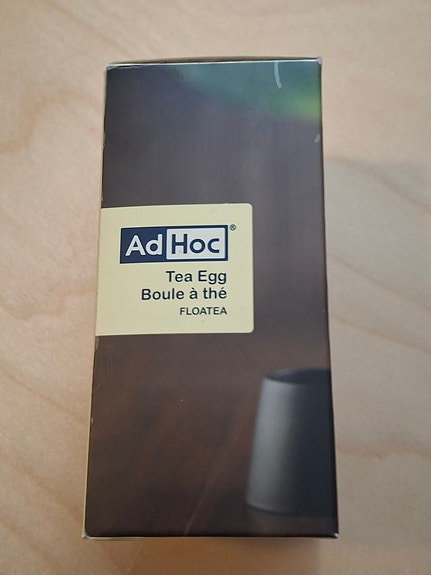 AdHoc®
Tea Egg
Boule à thé
FLOATEA